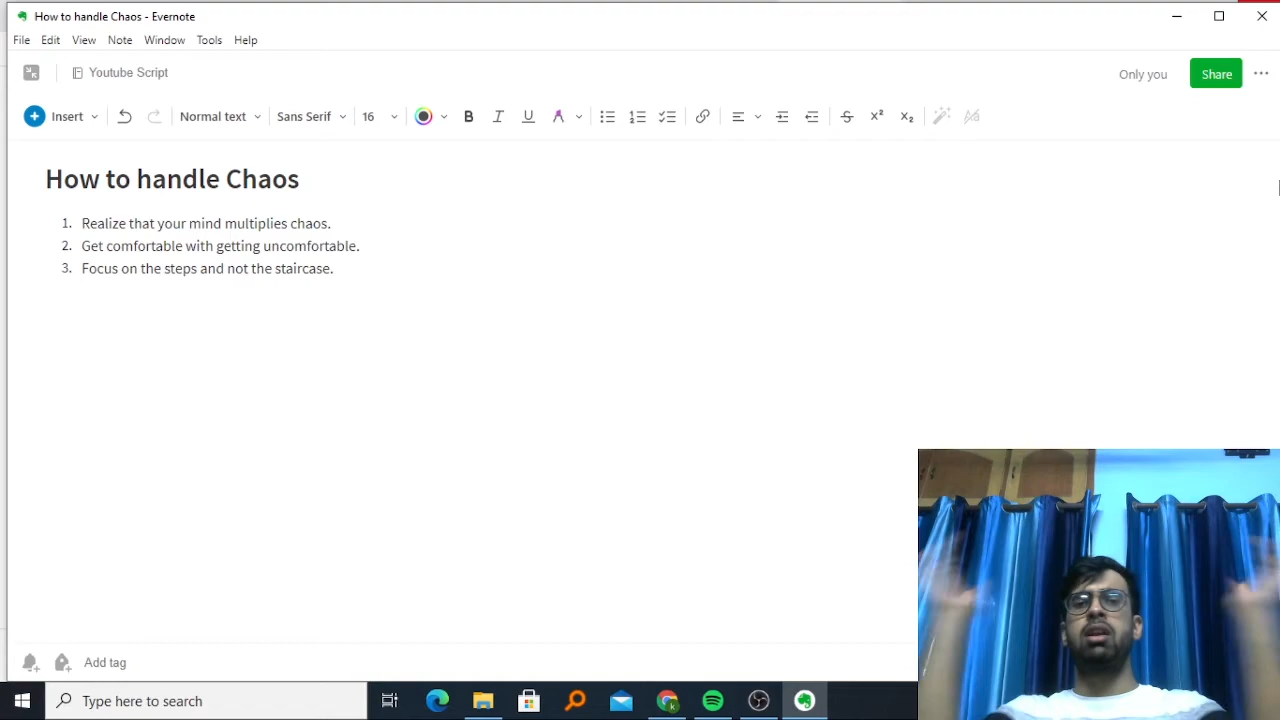 How to handle Chaos - Evernote
File Edit View Note Window Tools Help
Youtube Script
Only you
Share
Insert
Normal text
Sans Serif
16
B I U
x² x₂
How to handle Chaos
1. Realize that your mind multiplies chaos.
2. Get comfortable with getting uncomfortable.
3. Focus on the steps and not the staircase.
Add tag
Type here to search
k